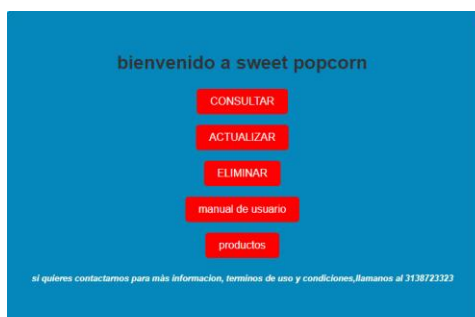 bienvenido a sweet popcorn
CONSULTAR
ACTUALIZAR
ELIMINAR
manual de usuario
productos
si quieres contactarnos para màs informacion, terminos de uso y condiciones,llamanos al 3138723323